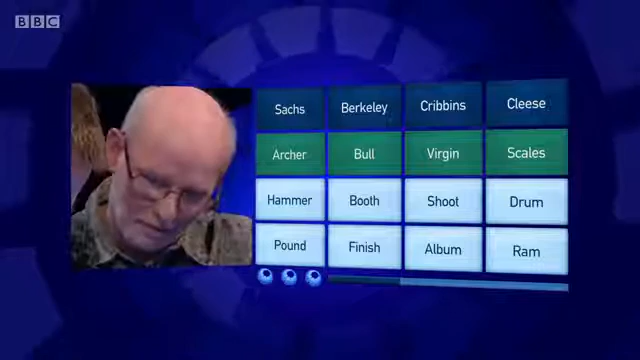 BBC
Sachs Berkeley Cribbins Cleese
Archer Bull Virgin Scales
Hammer Booth Shoot Drum
Pound Finish Album Ram